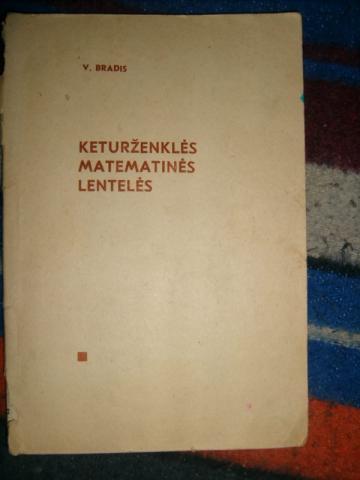 V. BRADIS
KETURŽENKLĖS
MATEMATINĖS
LENTELĖS